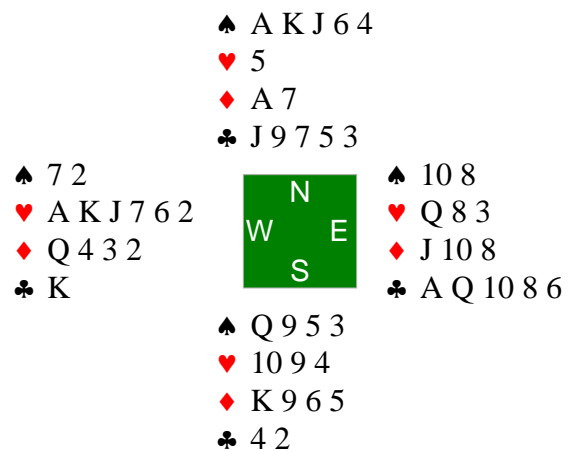 ♠ A K J 6 4
♥ 5
♦ A 7
♣ J 9 7 5 3
♠ 7 2
♥ A K J 7 6 2
♦ Q 4 3 2
♣ K
N
W E
S
♠ 10 8
♥ Q 8 3
♦ J 10 8
♣ A Q 10 8 6
♠ Q 9 5 3
♥ 10 9 4
♦ K 9 6 5
♣ 4 2